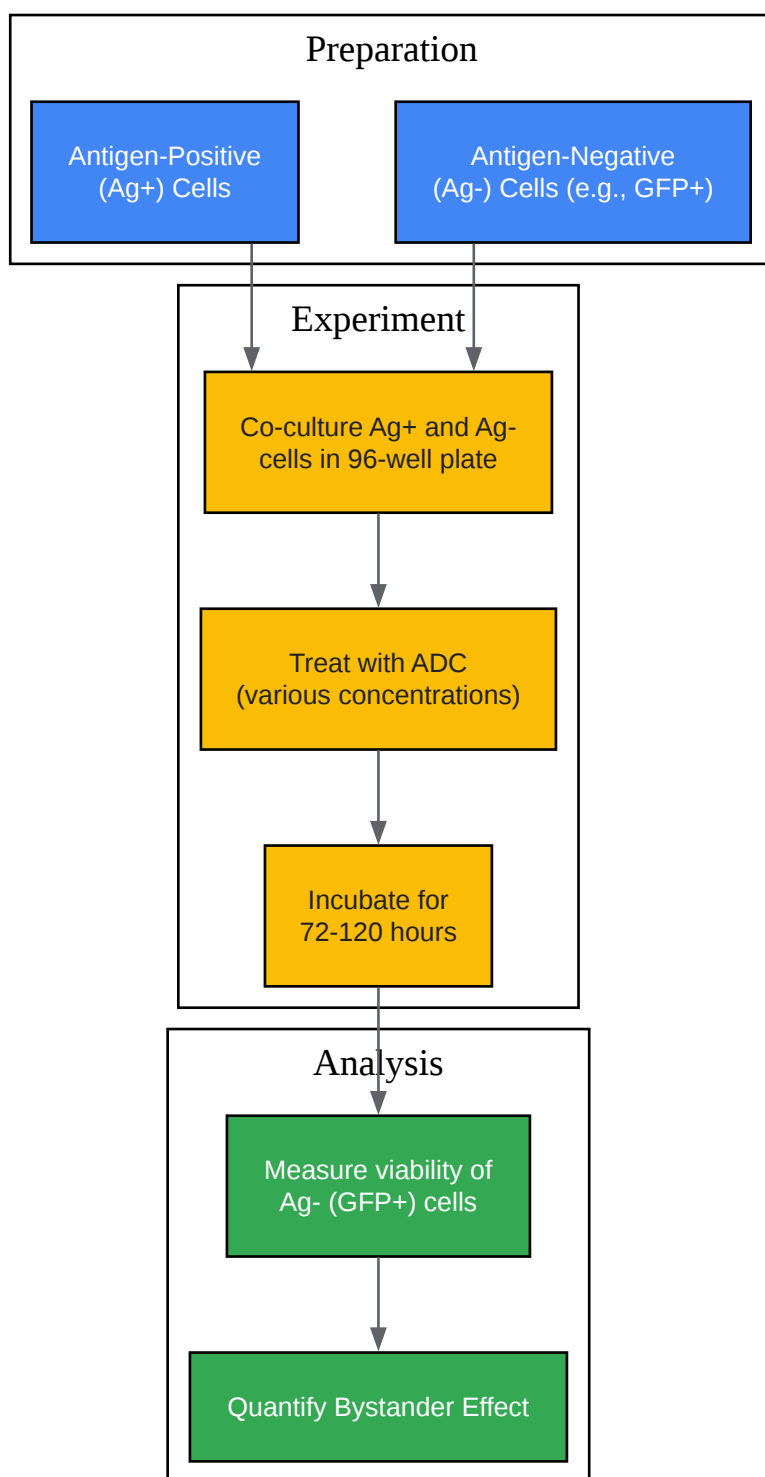 Preparation
Antigen-Positive
(Ag+) Cells
Antigen-Negative
(Ag-) Cells (e.g., GFP+)
Experiment
Co-culture Ag+ and Ag-
cells in 96-well plate
Treat with ADC
(various concentrations)
Incubate for
72-120 hours
Analysis
Measure viability of
Ag- (GFP+) cells
Quantify Bystander Effect